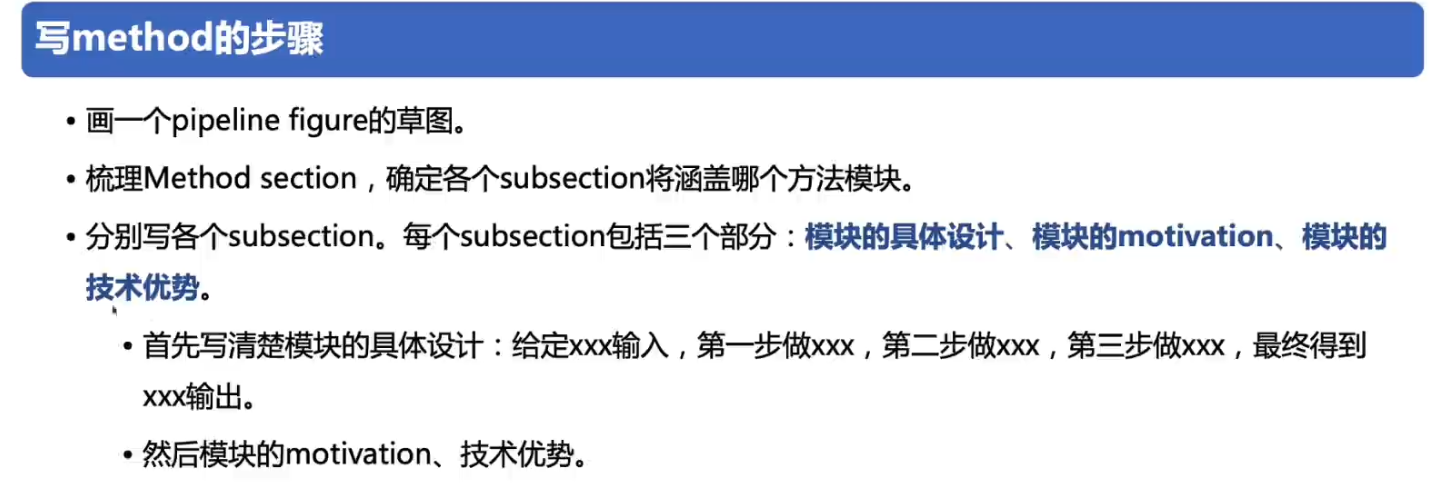 写method的步骤
• 画一个pipeline figure的草图。
• 梳理Method section，确定各个subsection将涵盖哪个方法模块。
• 分别写各个subsection。每个subsection包括三个部分：模块的具体设计、模块的motivation、模块的
技术优势。
• 首先写清楚模块的具体设计：给定xxx输入，第一步做xxx，第二步做xxx，第三步做xxx，最终得到
xxx输出。
• 然后模块的motivation、技术优势。